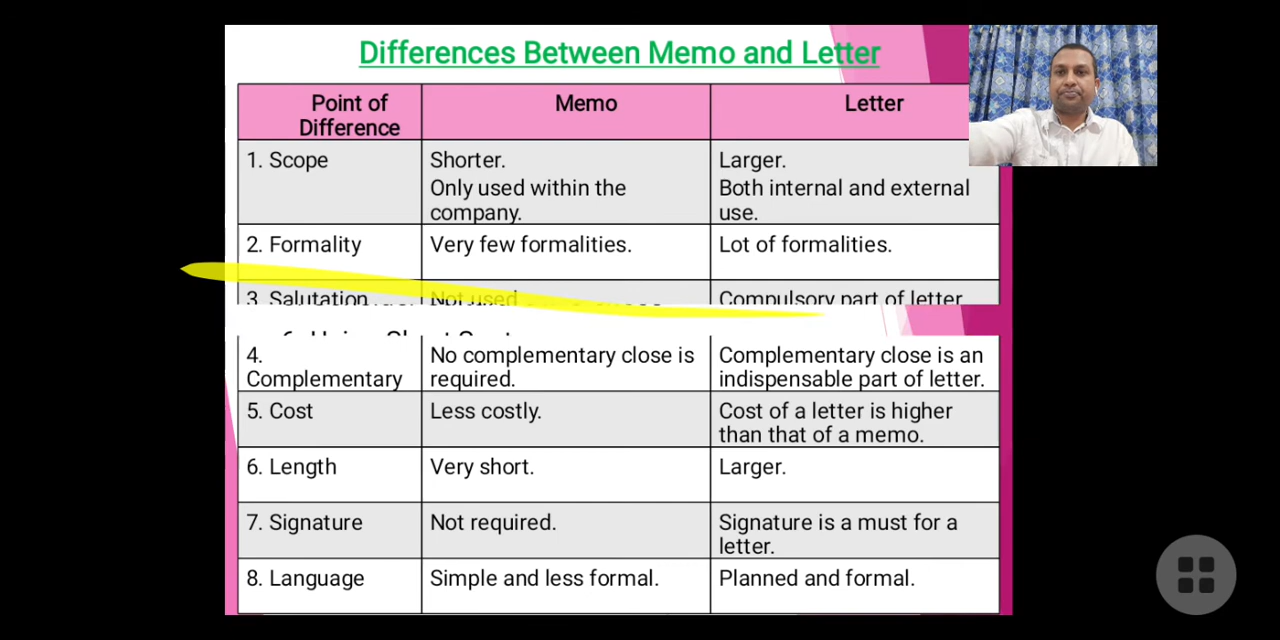 Differences Between Memo and Letter
Point of Difference Memo Letter
1. Scope
Shorter.
Only used within the
company.
Larger.
Both internal and external
use.
2. Formality Very few formalities. Lot of formalities.
3 Salutation Not used Compulsory part of letter
4.
Complementary
No complementary close is
required.
Complementary close is an
indispensable part of letter.
5. Cost Less costly.
Cost of a letter is higher
than that of a memo.
6. Length Very short. Larger.
7. Signature Not required.
Signature is a must for a
letter.
8. Language Simple and less formal. Planned and formal.